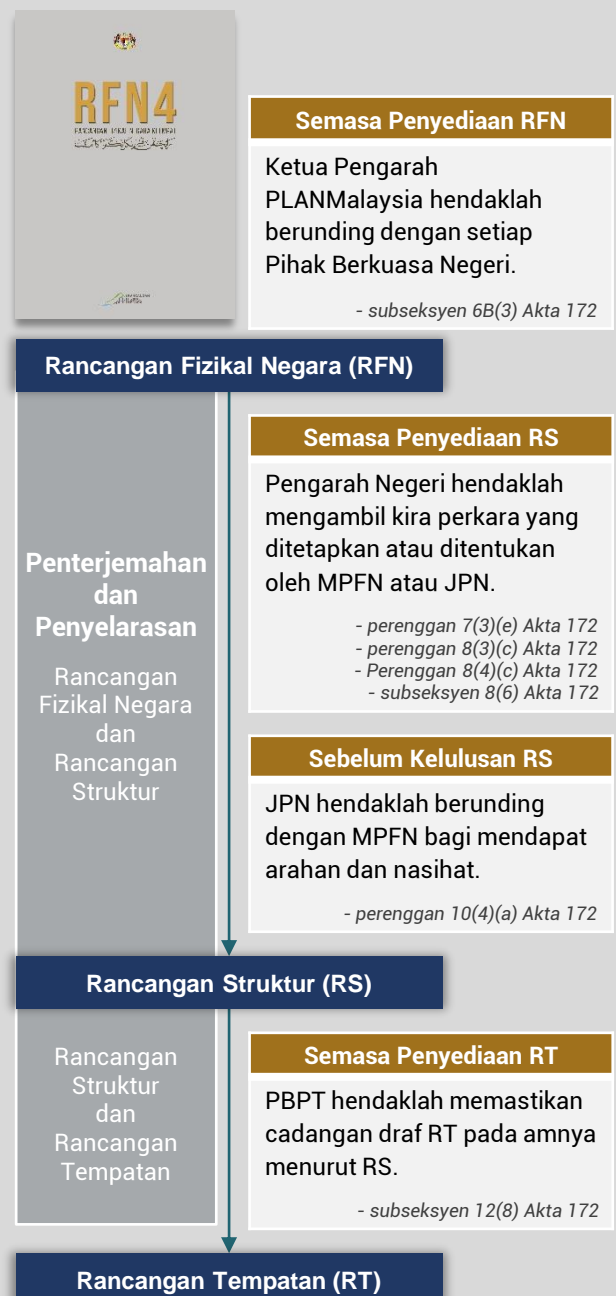 RFN4
Semasa Penyediaan RFN
Ketua Pengarah
PLANMalaysia hendaklah
berunding dengan setiap
Pihak Berkuasa Negeri.
- subseksyen 6B(3) Akta 172
Rancangan Fizikal Negara (RFN)
Penterjemahan
dan
Penyelarasan
Rancangan
Fizikal Negara
dan
Rancangan
Struktur
Semasa Penyediaan RS
Pengarah Negeri hendaklah
mengambil kira perkara yang
ditetapkan atau ditentukan
oleh MPFN atau JPN.
- perenggan 7(3)(e) Akta 172
- perenggan 8(3)(c) Akta 172
- Perenggan 8(4)(c) Akta 172
- subseksyen 8(6) Akta 172
Sebelum Kelulusan RS
JPN hendaklah berunding
dengan MPFN bagi mendapat
arahan dan nasihat.
- perenggan 10(4)(a) Akta 172
Rancangan Struktur (RS)
Rancangan
Struktur
dan
Rancangan
Tempatan
Semasa Penyediaan RT
PBPT hendaklah memastikan
cadangan draf RT pada amnya
menurut RS.
- subseksyen 12(8) Akta 172
Rancangan Tempatan (RT)